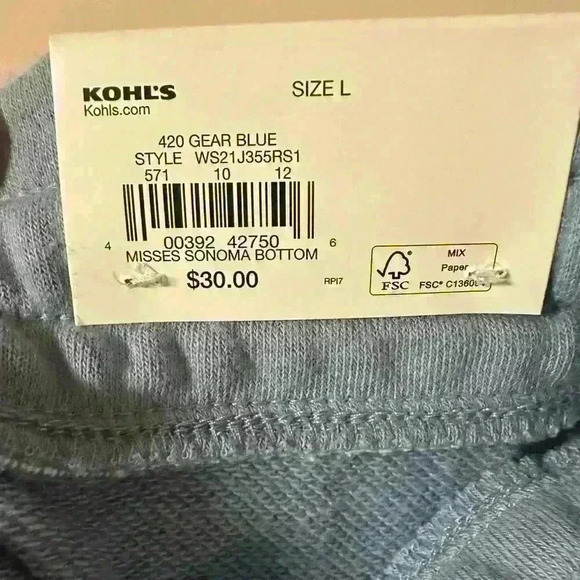 KOHL'S
Kohls.com
SIZE L
420 GEAR BLUE
STYLE WS21J355RS1
571 10 12
4 00392 42750 6
MISSES SONOMA BOTTOM
$30.00
RPI7
FSC
MIX
Paper
FSC®